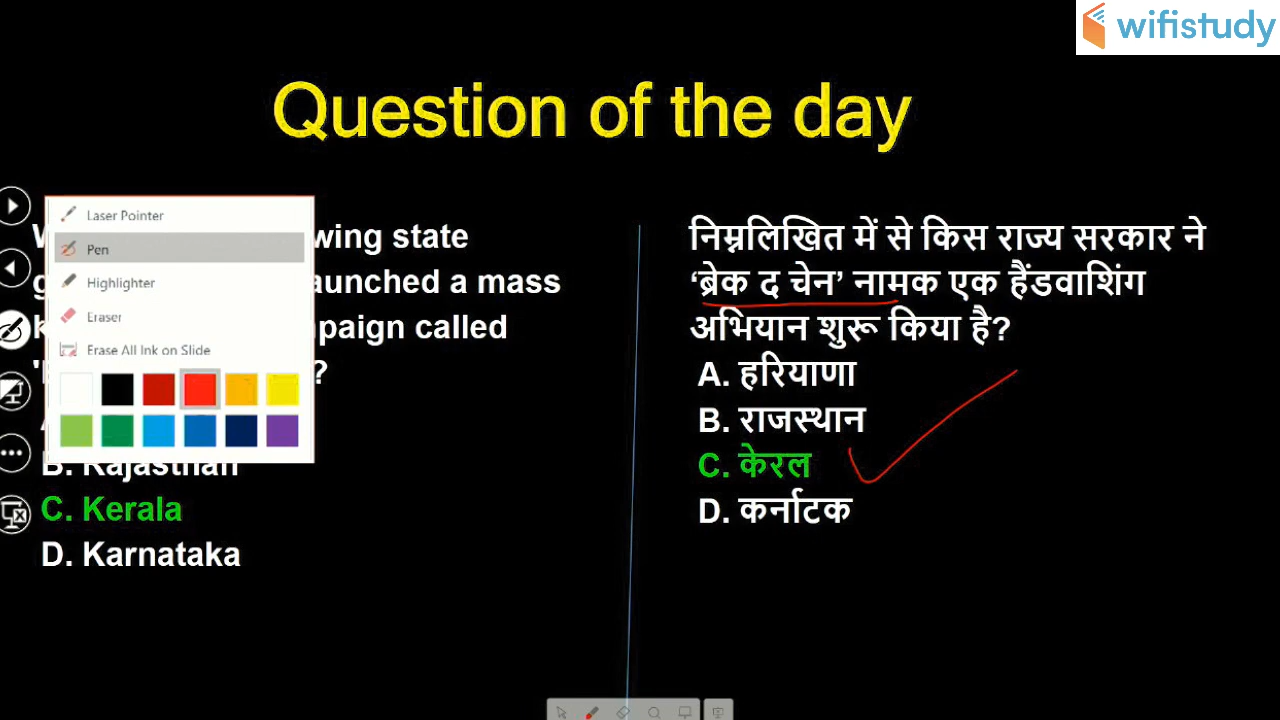 wifistudy
Question of the day
wing state
launched a mass
paign called
?
B. Rajasthan
C. Kerala
D. Karnataka
Laser Pointer
Pen
Highlighter
Eraser
Erase All Ink on Slide
निम्नलिखित में से किस राज्य सरकार ने
‘ब्रेक द चेन’ नामक एक हैंडवाशिंग
अभियान शुरू किया है?
A. हरियाणा
B. राजस्थान
C. केरल
D. कर्नाटक